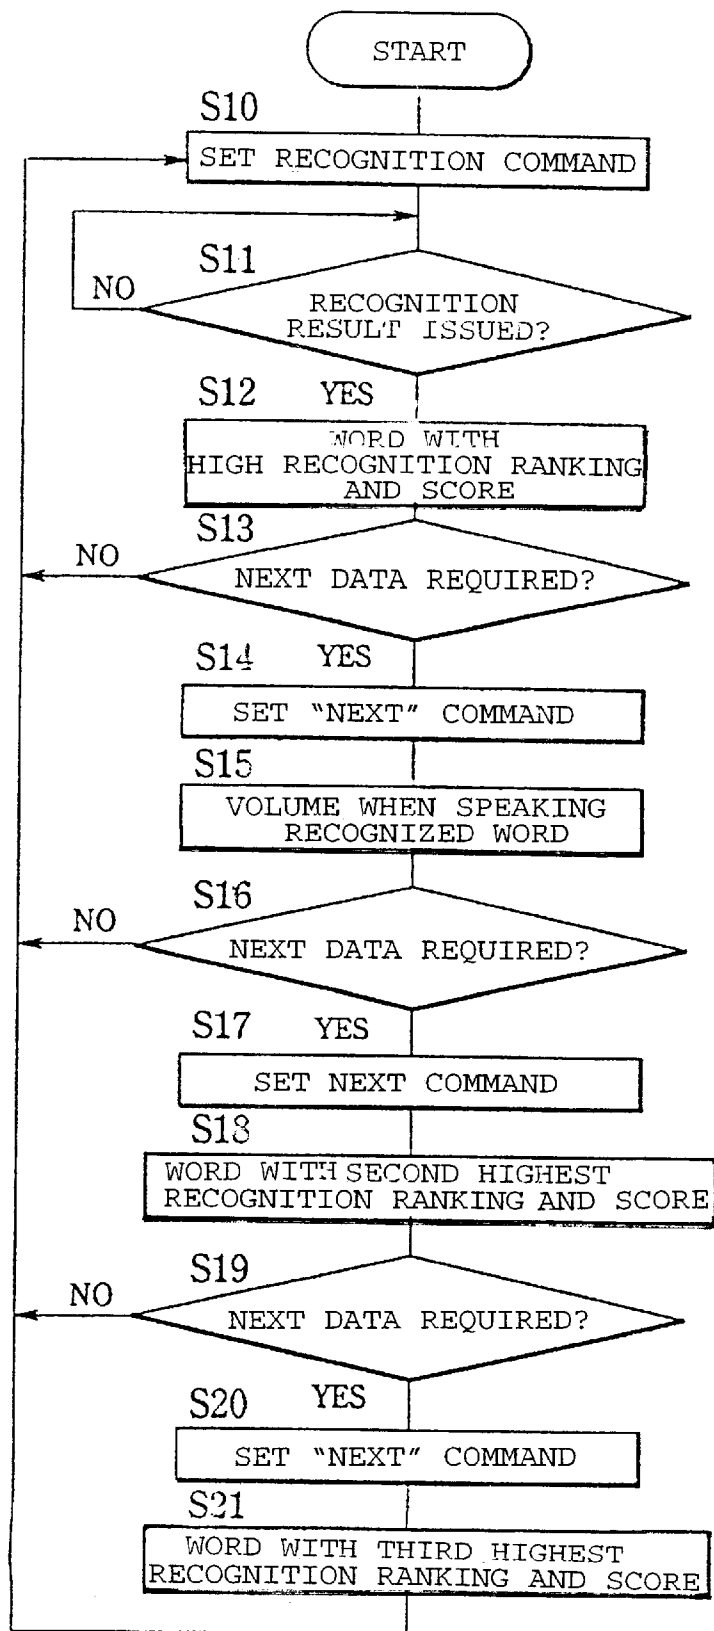 START
S10
SET RECOGNITION COMMAND
S11
NO
RECOGNITION
RESULT ISSUED?
S12 YES
WORD WITH
HIGH RECOGNITION RANKING
AND SCORE
S13
NO
NEXT DATA REQUIRED?
S14 YES
SET "NEXT" COMMAND
S15
VOLUME WHEN SPEAKING
RECOGNIZED WORD
S16
NO
NEXT DATA REQUIRED?
S17 YES
SET NEXT COMMAND
S18
WORD WITH SECOND HIGHEST
RECOGNITION RANKING AND SCORE
S19
NO
NEXT DATA REQUIRED?
S20 YES
SET "NEXT" COMMAND
S21
WORD WITH THIRD HIGHEST
RECOGNITION RANKING AND SCORE